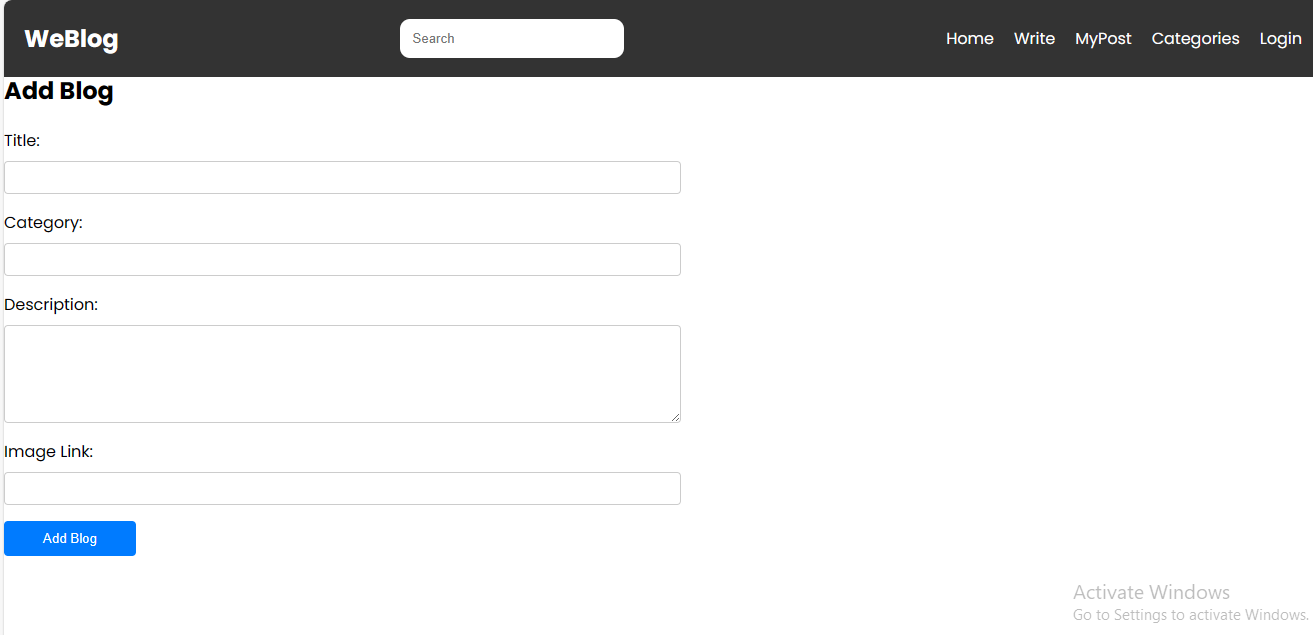 WeBlog
Search
Home Write MyPost Categories Login
Add Blog
Title:
Category:
Description:
Image Link:
Add Blog
Activate Windows
Go to Settings to activate Windows.